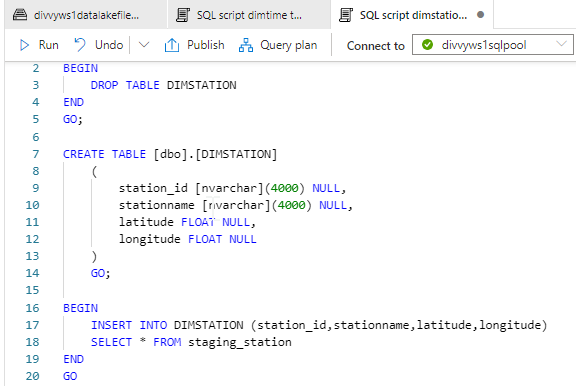 divvyws1datalakefile...
SQL script dimtime t...
SQL script dimstatio...
Run Undo Publish Query plan Connect to divvyws1sqlpool
2 BEGIN
3 DROP TABLE DIMSTATION
4 END
5 GO;
6
7 CREATE TABLE [dbo].[DIMSTATION]
8 (
9 station_id [nvarchar](4000) NULL,
10 stationname [nvarchar](4000) NULL,
11 latitude FLOAT NULL,
12 longitude FLOAT NULL
13 )
14 GO;
15
16 BEGIN
17 INSERT INTO DIMSTATION (station_id,stationname,latitude,longitude)
18 SELECT * FROM staging_station
19 END
20 GO